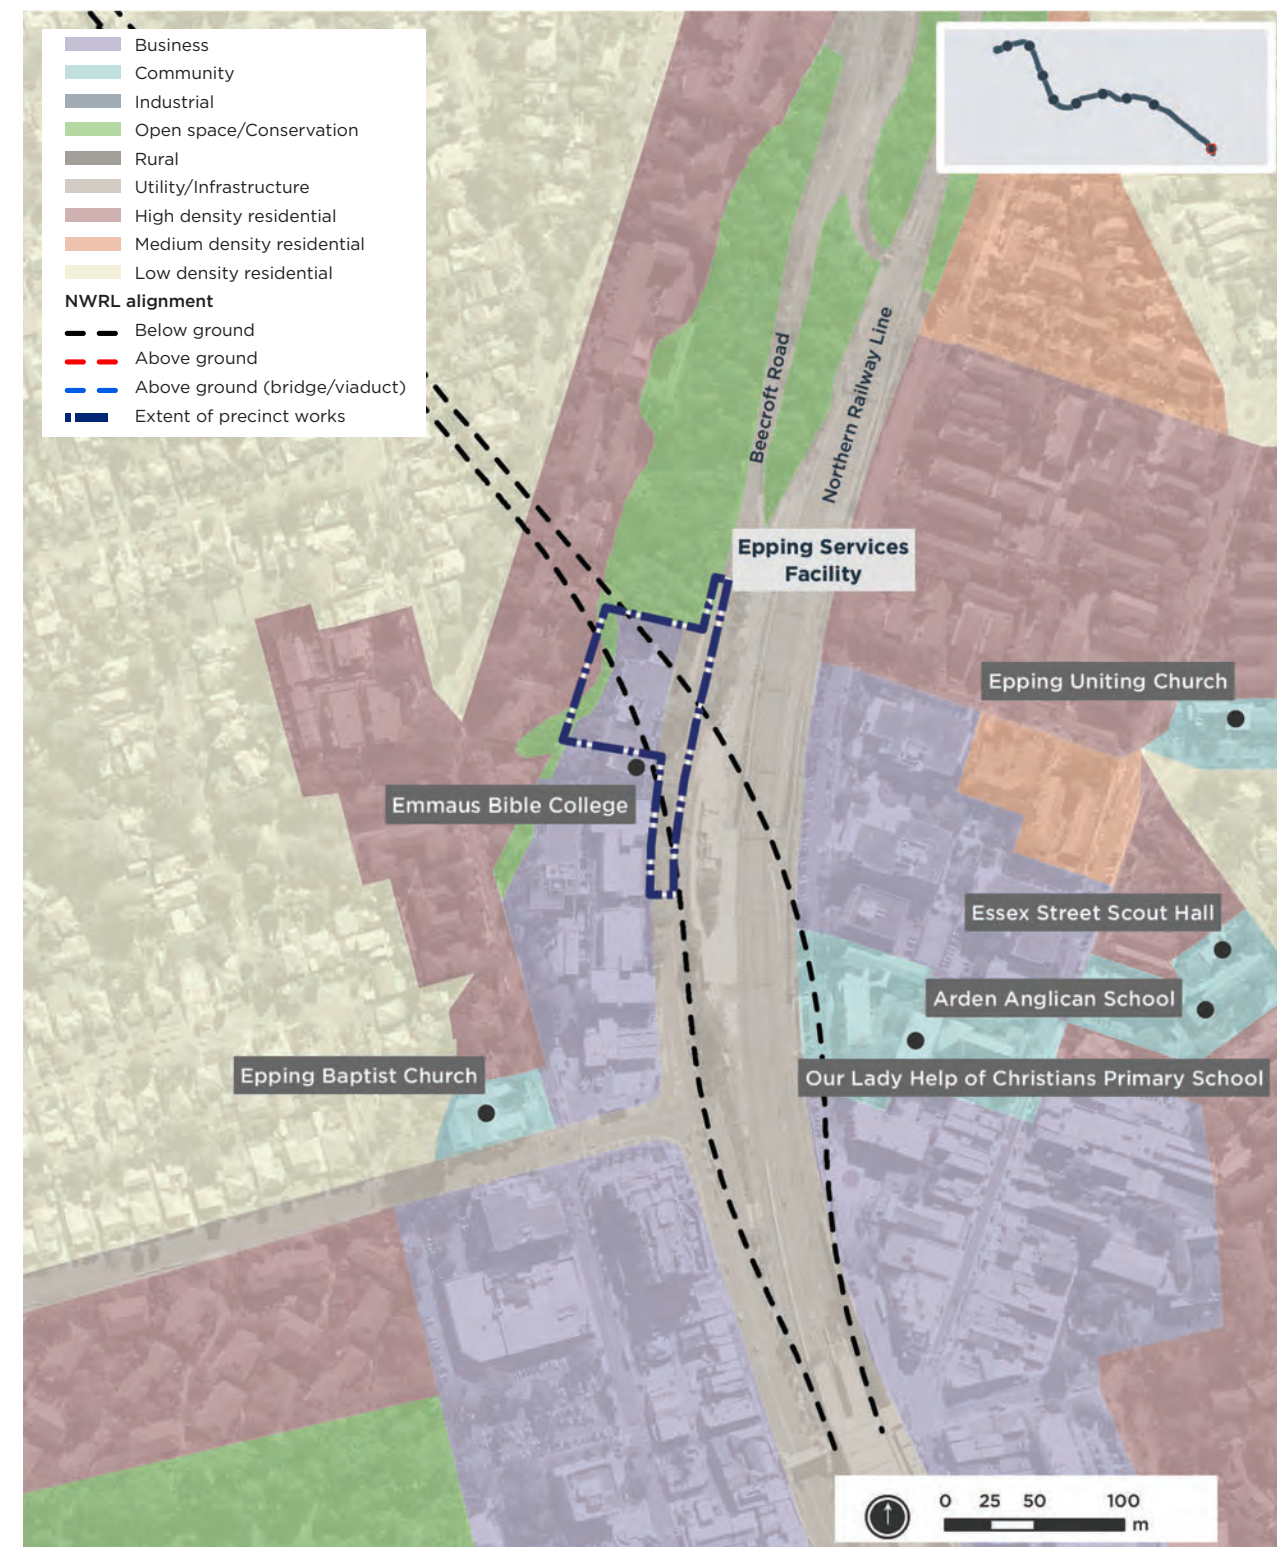 Business
Community
Industrial
Open space/Conservation
Rural
Utility/Infrastructure
High density residential
Medium density residential
Low density residential
NWRL alignment
Below ground
Above ground
Above ground (bridge/viaduct)
Extent of precinct works
Beecroft Road
Northern Railway Line
Epping Services
Facility
Epping Uniting Church
Emmaus Bible College
Essex Street Scout Hall
Arden Anglican School
Epping Baptist Church
Our Lady Help of Christians Primary School
0 25 50 100
m